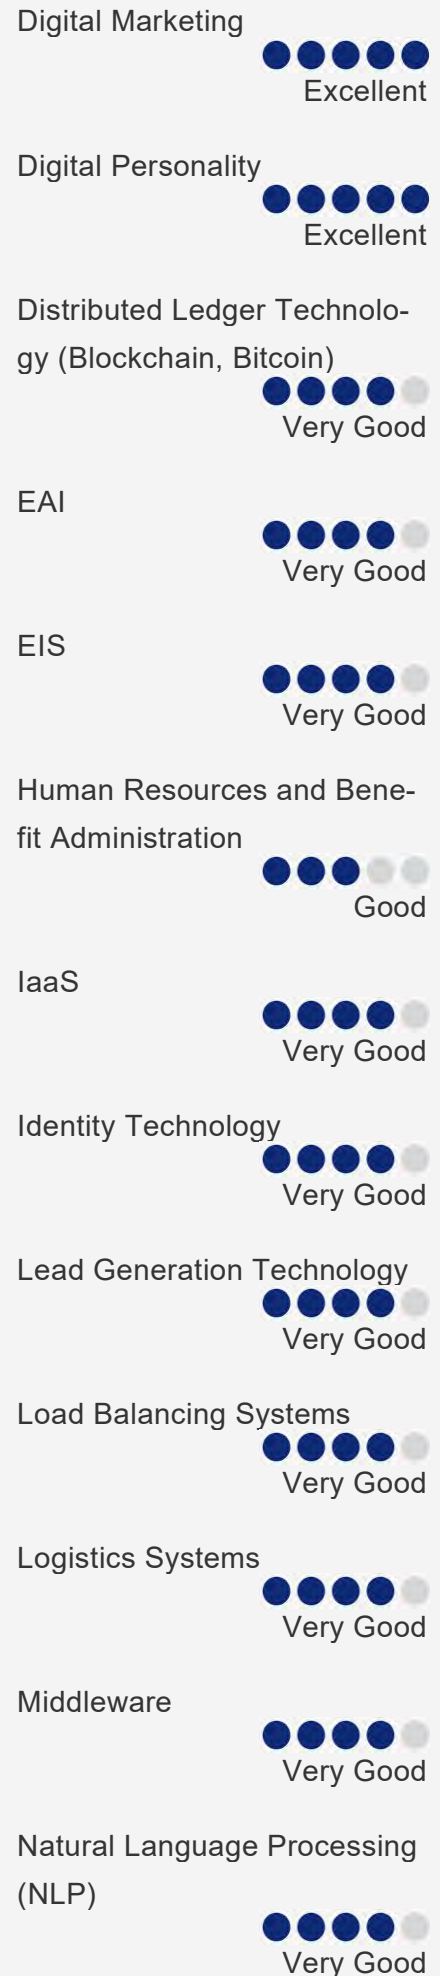 Digital Marketing
Excellent
Digital Personality
Excellent
Distributed Ledger Technolo-
gy (Blockchain, Bitcoin)
Very Good
EAI
Very Good
EIS
Very Good
Human Resources and Bene-
fit Administration
Good
IaaS
Very Good
Identity Technology
Very Good
Lead Generation Technology
Very Good
Load Balancing Systems
Very Good
Logistics Systems
Very Good
Middleware
Very Good
Natural Language Processing
(NLP)
Very Good